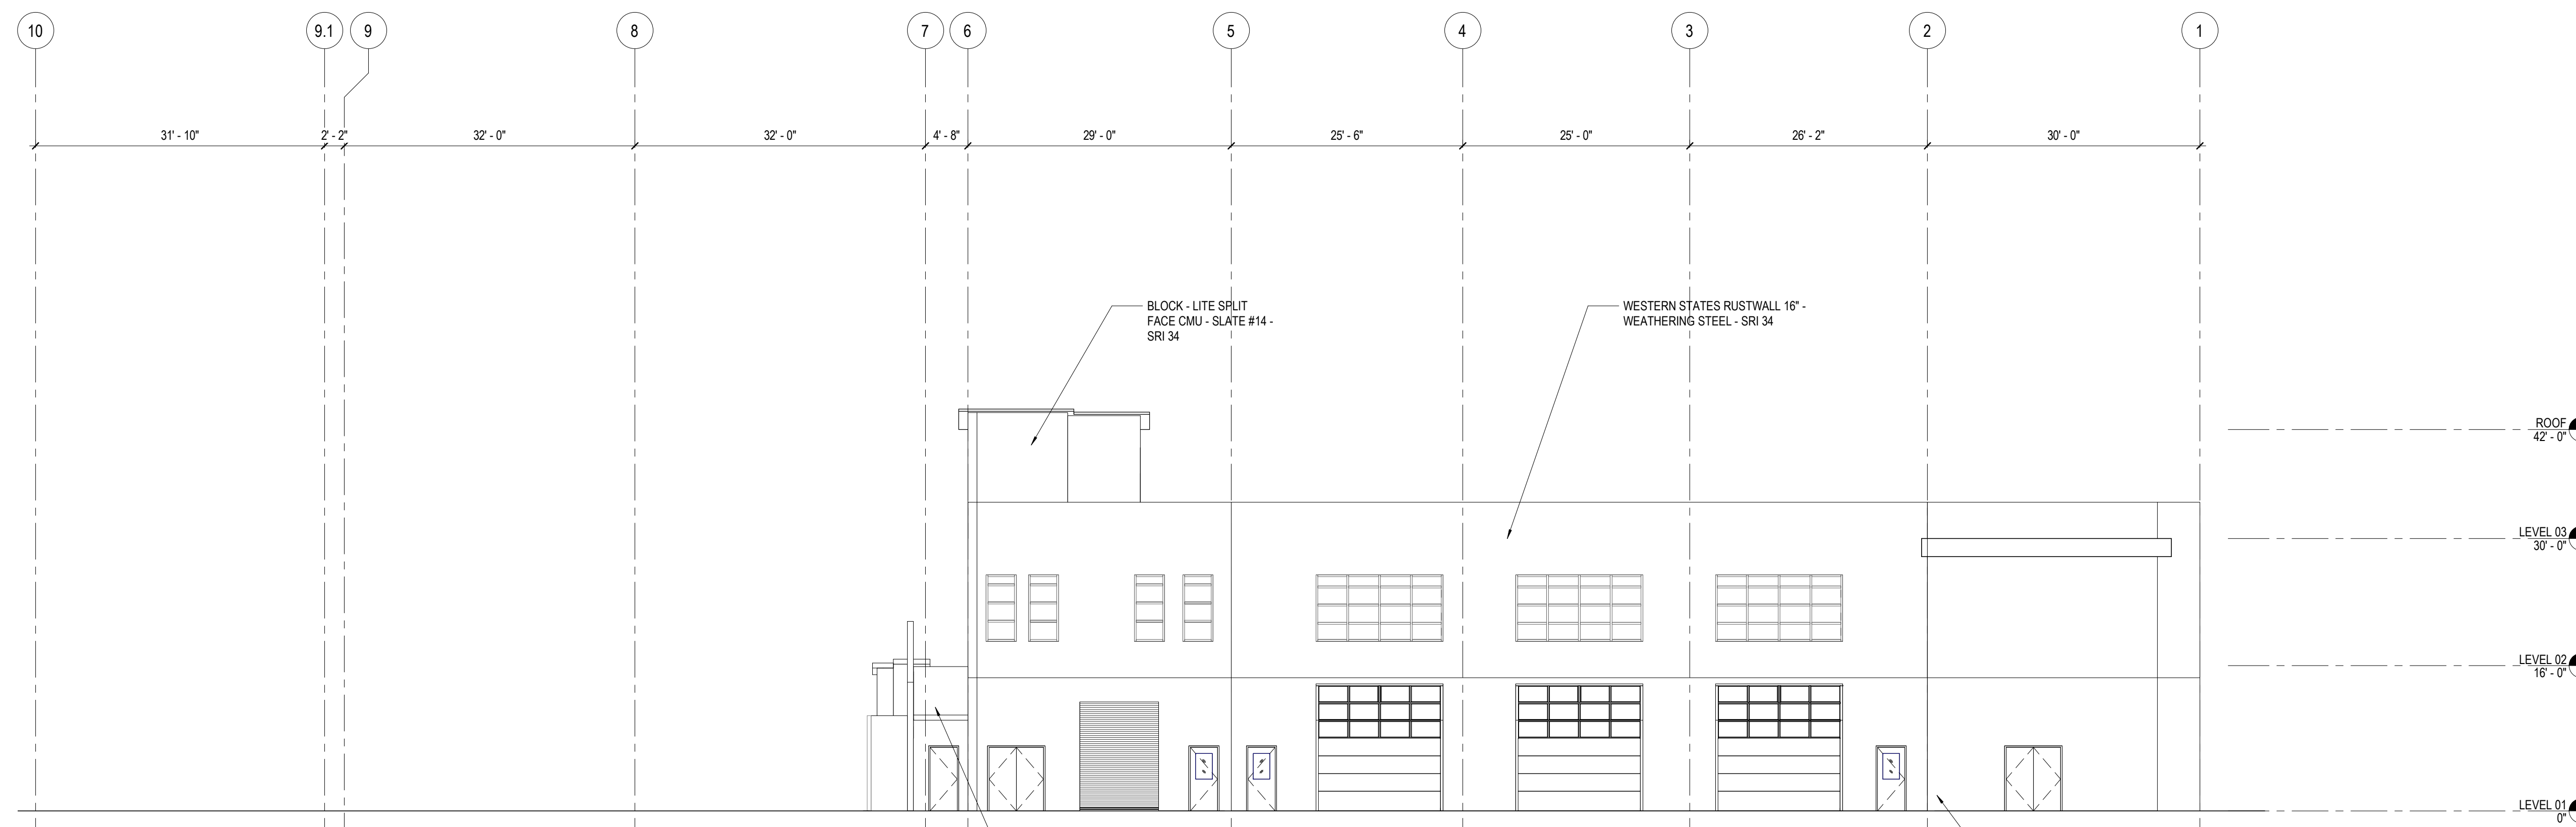 10 9.1 9 8 7 6 5 4 3 2 1
31' - 10" 2' - 2" 32' - 0" 32' - 0" 4' - 8" 29' - 0" 25' - 6" 25' - 0" 26' - 2" 30' - 0"
BLOCK - LITE SPLIT
FACE CMU - SLATE #14 -
SRI 34
WESTERN STATES RUSTWALL 16" -
WEATHERING STEEL - SRI 34
ROOF
42' - 0"
LEVEL 03
30' - 0"
LEVEL 02
16' - 0"
LEVEL 01
0"